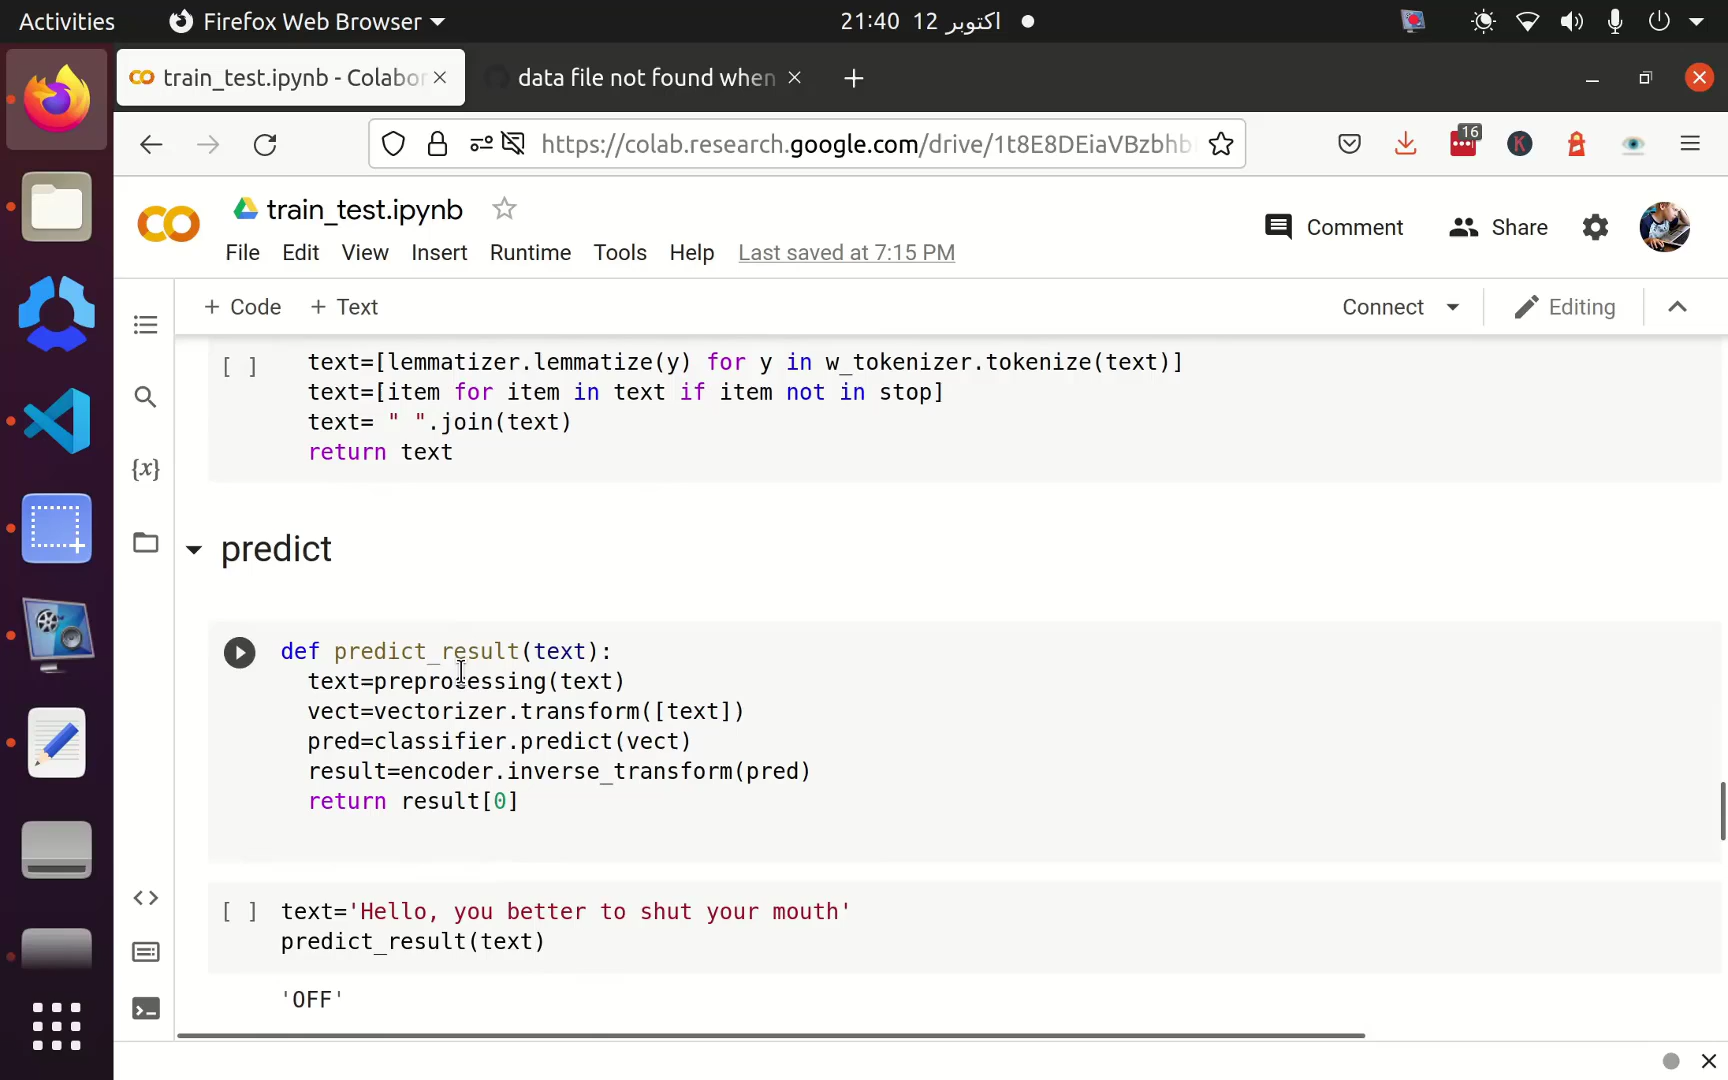 Activities
Firefox Web Browser
21:40 12 اکتوبر
train_test.ipynb - Colabor
data file not found when
https://colab.research.google.com/drive/1t8E8DEiaVBzbhb
16
train_test.ipynb
Comment
Share
File Edit View Insert Runtime Tools Help Last saved at 7:15 PM
+ Code + Text
Connect
Editing
[ ] text=[lemmatizer.lemmatize(y) for y in w_tokenizer.tokenize(text)]
text=[item for item in text if item not in stop]
text= " ".join(text)
return text
{x}
predict
def predict_result(text):
text=preprocessing(text)
vect=vectorizer.transform([text])
pred=classifier.predict(vect)
result=encoder.inverse_transform(pred)
return result[0]
[ ] text='Hello, you better to shut your mouth'
predict_result(text)
'OFF'